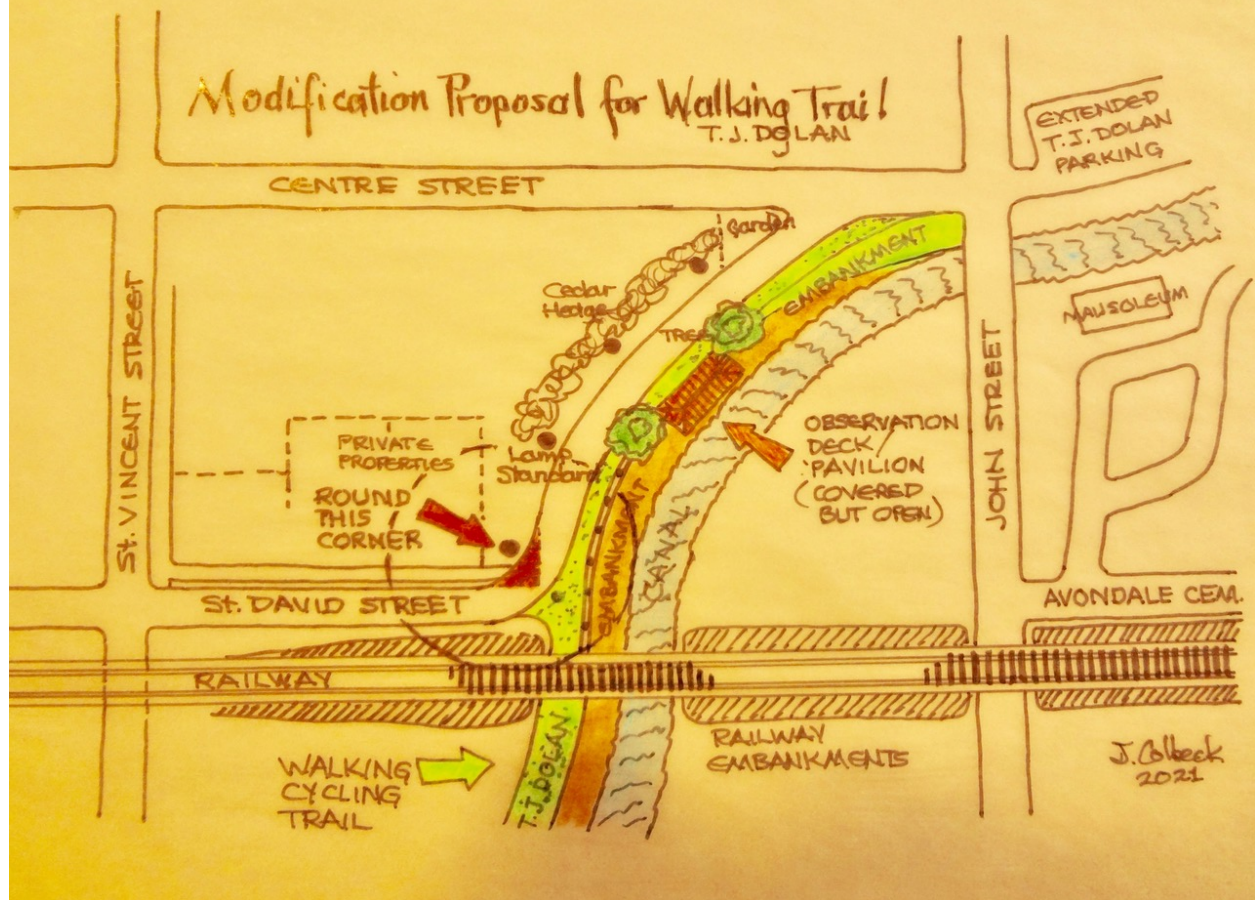 Modification Proposal for Walking Trail
T.J. DOLAN
EXTENDED
T.J. DOLAN
PARKING
CENTRE STREET
Garden
EMBANKMENT
Cedar
Hedge
TREE
MAUSOLEUM
St. VINCENT STREET
JOHN STREET
PRIVATE
PROPERTIES
Lamp
Standard
OBSERVATION
DECK/
PAVILION
(COVERED
BUT OPEN)
ROUND
THIS
CORNER
EMBANKMENT
CANAL
St. DAVID STREET
AVONDALE CEM.
RAILWAY
RAILWAY
EMBANKMENTS
WALKING
CYCLING
TRAIL
T.J. DOLAN
J. Colbeck
2021